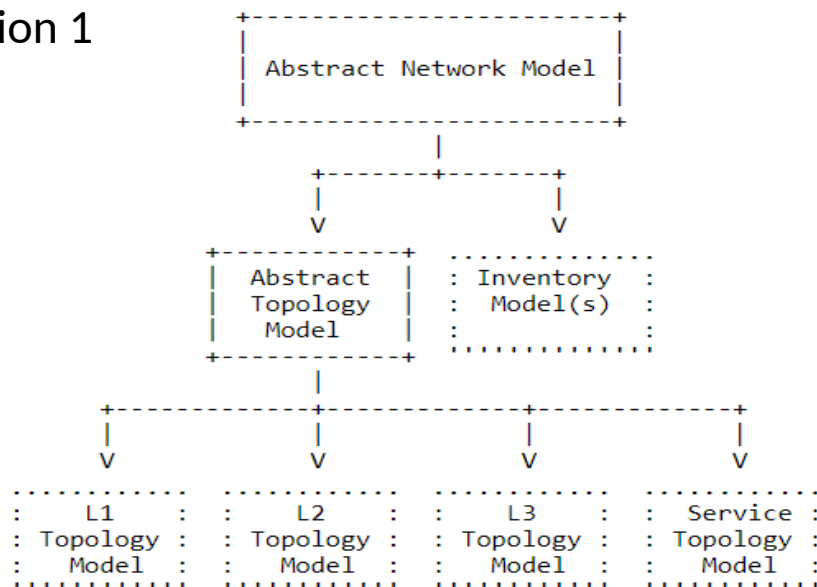 ion 1
Abstract Network Model
Abstract
Topology
Model
Inventory
Model(s)
L1
Topology
Model
L2
Topology
Model
L3
Topology
Model
Service
Topology
Model